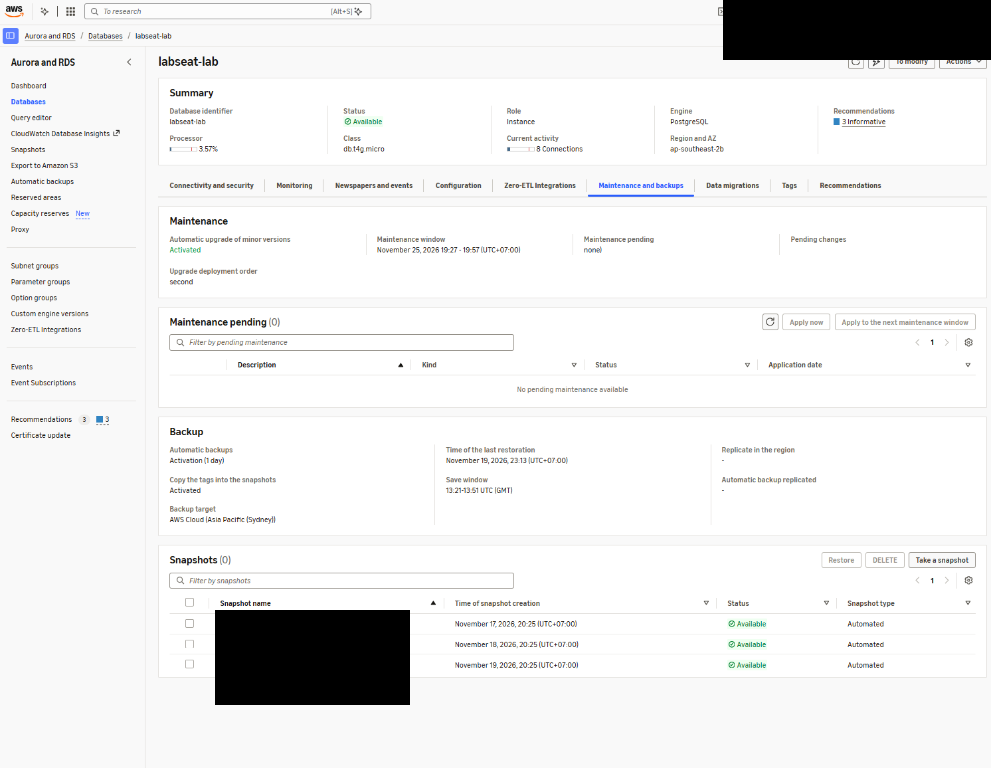 aws
To research [Alt+S]
Aurora and RDS / Databases / labseat-lab
Aurora and RDS
Dashboard
Databases
Query editor
CloudWatch Database Insights
Snapshots
Export to Amazon S3
Automatic backups
Reserved areas
Capacity reserves New
Proxy
Subnet groups
Parameter groups
Option groups
Custom engine versions
Zero-ETL integrations
Events
Event Subscriptions
Recommendations 3 3
Certificate update
labseat-lab
To modify Actions
Summary
Database identifier Status Role Engine Recommendations
labseat-lab Available Instance PostgreSQL 3 Informative
Processor Class Current activity Region and AZ
3.57% db.t4g.micro 8 Connections ap-southeast-2b
Connectivity and security Monitoring Newspapers and events Configuration Zero-ETL Integrations Maintenance and backups Data migrations Tags Recommendations
Maintenance
Automatic upgrade of minor versions Maintenance window Maintenance pending Pending changes
Activated November 25, 2026 19:27 - 19:57 (UTC+07:00) none)
Upgrade deployment order
second
Maintenance pending (0) Apply now Apply to the next maintenance window
Filter by pending maintenance 1
Description Kind Status Application date
No pending maintenance available
Backup
Automatic backups Time of the last restoration Replicate in the region
Activation (1 day) November 19, 2026, 23:13 (UTC+07:00) -
Copy the tags into the snapshots Save window Automatic backup replicated
Activated 13:21-13:51 UTC (GMT) -
Backup target
AWS Cloud (Asia Pacific (Sydney))
Snapshots (0) Restore DELETE Take a snapshot
Filter by snapshots 1
Snapshot name Time of snapshot creation Status Snapshot type
November 17, 2026, 20:25 (UTC+07:00) Available Automated
November 18, 2026, 20:25 (UTC+07:00) Available Automated
November 19, 2026, 20:25 (UTC+07:00) Available Automated